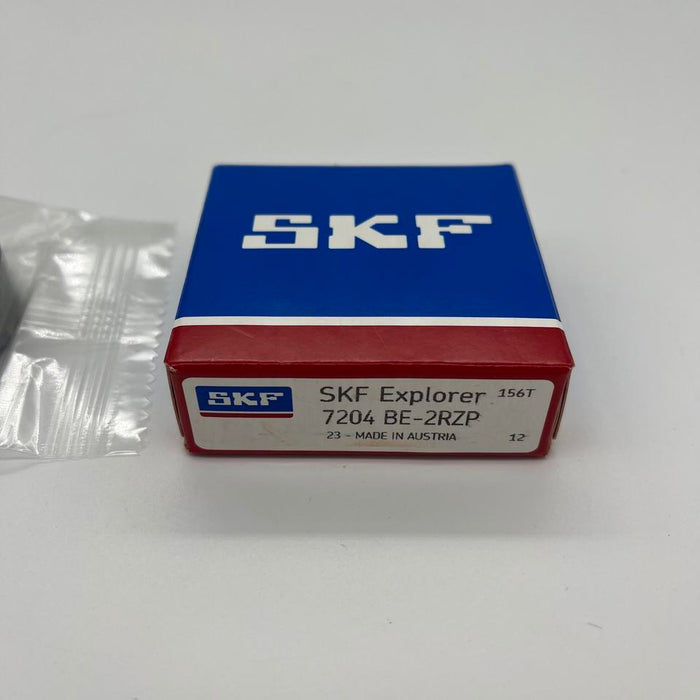 SKF
SKF
SKF Explorer 156T
7204 BE-2RZP
23 - MADE IN AUSTRIA 12